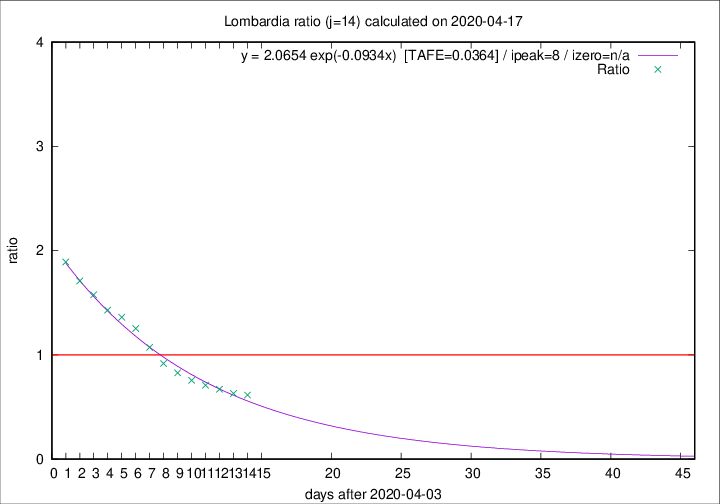 Lombardia ratio (j=14) calculated on 2020-04-17
y = 2.0654 exp(-0.0934x) [TAFE=0.0364] / ipeak=8 / izero=n/a
Ratio
4
3
2
1
0
ratio
0 1 2 3 4 5 6 7 8 9 10 11 12 13 14 15 20 25 30 35 40 45
days after 2020-04-03